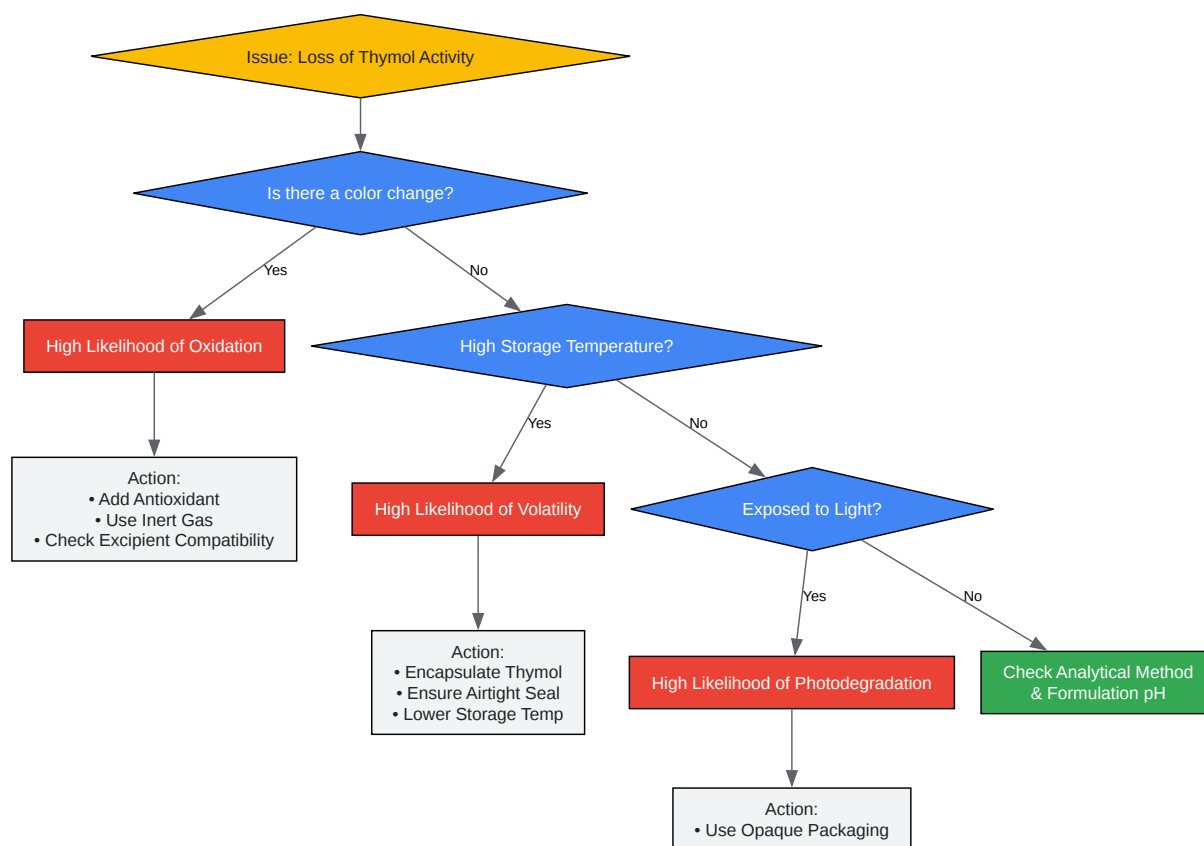 Issue: Loss of Thymol Activity
Is there a color change?
Yes
No
High Likelihood of Oxidation
High Storage Temperature?
Action:
• Add Antioxidant
• Use Inert Gas
• Check Excipient Compatibility
Yes
No
High Likelihood of Volatility
Exposed to Light?
Action:
• Encapsulate Thymol
• Ensure Airtight Seal
• Lower Storage Temp
Yes
No
High Likelihood of Photodegradation
Check Analytical Method
& Formulation pH
Action:
• Use Opaque Packaging